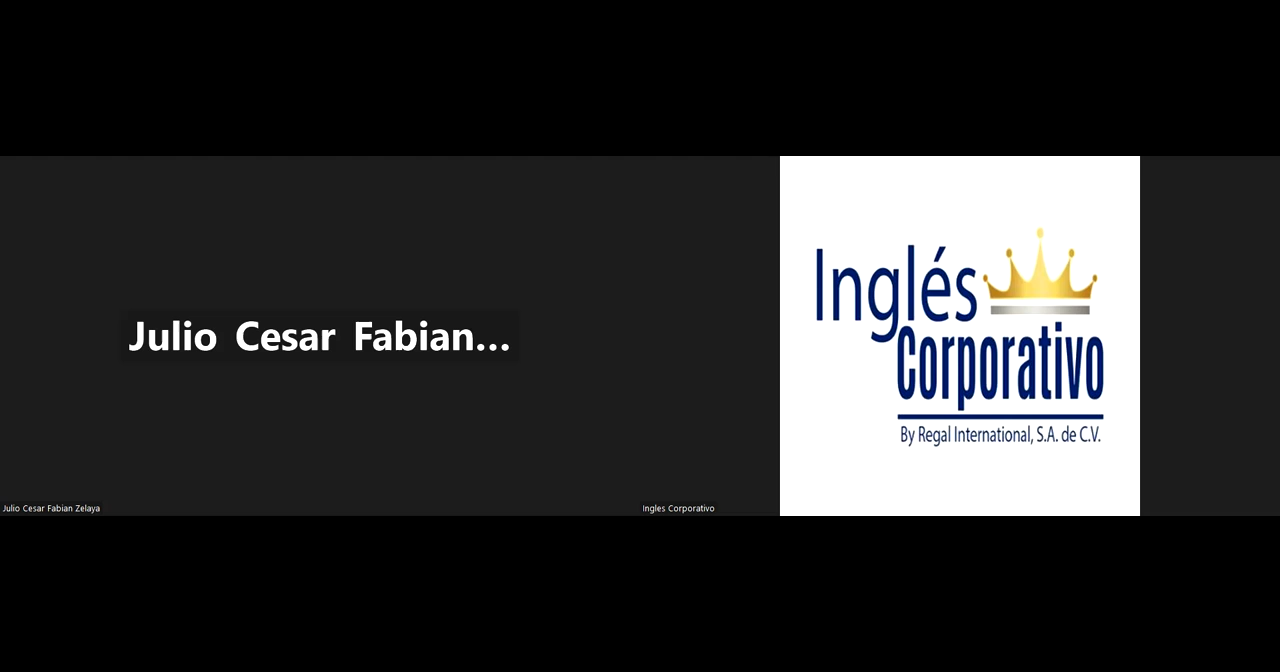 Julio Cesar Fabian...
Inglés
Corporativo
By Regal International, S.A. de C.V.
Julio Cesar Fabian Zelaya
Ingles Corporativo